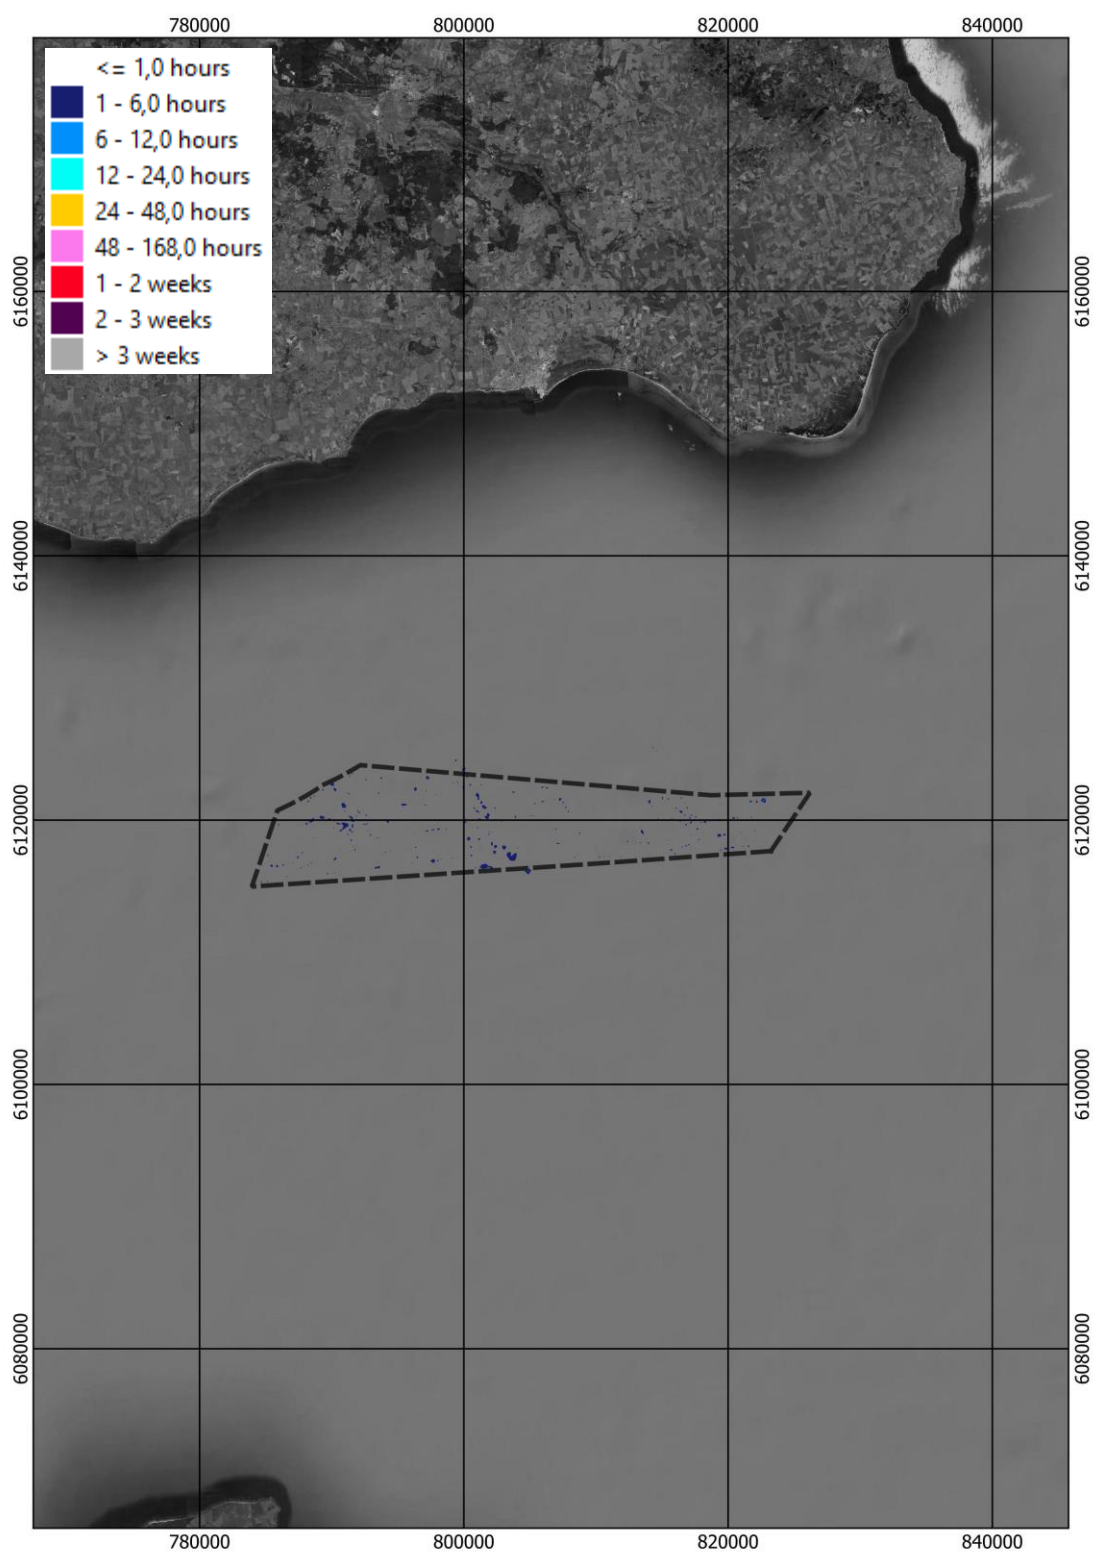 780000 800000 820000 840000
<= 1,0 hours
1 - 6,0 hours
6 - 12,0 hours
12 - 24,0 hours
24 - 48,0 hours
48 - 168,0 hours
1 - 2 weeks
2 - 3 weeks
> 3 weeks
6160000 6160000
6140000 6140000
6120000 6120000
6100000 6100000
6080000 6080000
780000 800000 820000 840000